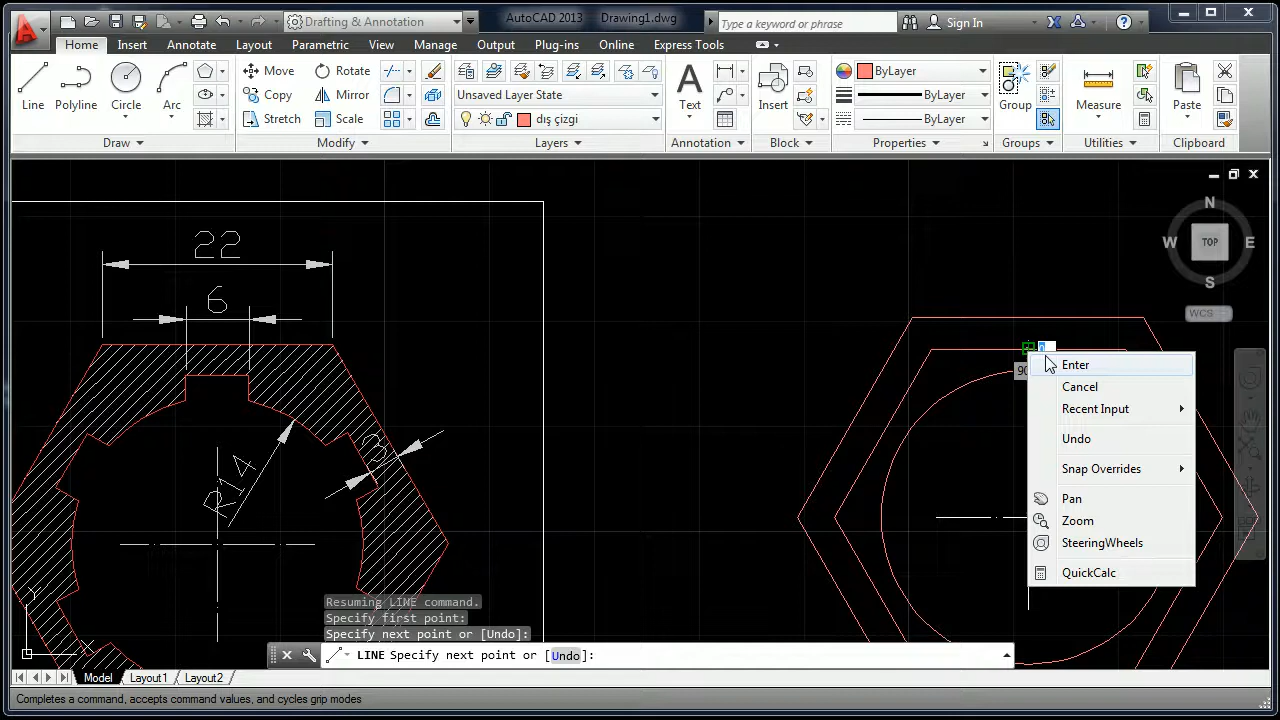 Drafting & Annotation
AutoCAD 2013 Drawing1.dwg
Type a keyword or phrase
Sign In
Home Insert Annotate Layout Parametric View Manage Output Plug-ins Online Express Tools
Line Polyline Circle Arc
Move Rotate
Copy Mirror
Stretch Scale
Unsaved Layer State
dış çizgi
Text
Insert
ByLayer
ByLayer
ByLayer
Group
Measure
Paste
Draw Modify Layers Annotation Block Properties Groups Utilities Clipboard
22
6
R14
3
N
W TOP E
S
WCS
Enter
Cancel
Recent Input
Undo
Snap Overrides
Pan
Zoom
SteeringWheels
QuickCalc
Y
X
Resuming LINE command.
Specify first point:
Specify next point or [Undo]:
LINE Specify next point or [Undo]:
Model Layout1 Layout2
Completes a command, accepts command values, and cycles grip modes